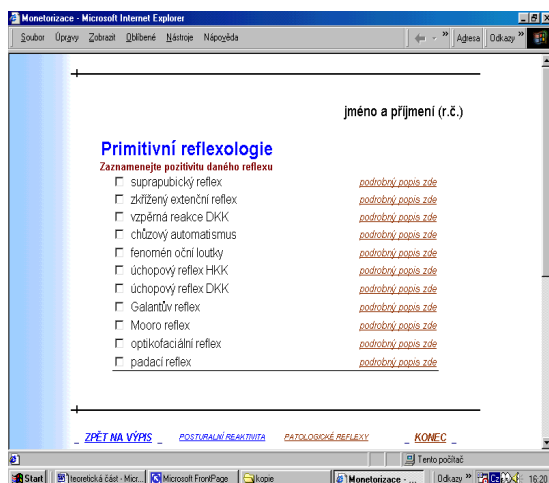 Monetorizace - Microsoft Internet Explorer
Soubor Úpravy Zobrazit Oblíbené Nástroje Nápověda » Adresa Odkazy »
jméno a příjmení (r.č.)
Primitivní reflexologie
Zaznamenejte pozitivitu daného reflexu
suprapubický reflex podrobný popis zde
zkřížený extenční reflex podrobný popis zde
vzpěrná reakce DKK podrobný popis zde
chůzový automatismus podrobný popis zde
fenomén oční loutky podrobný popis zde
úchopový reflex HKK podrobný popis zde
úchopový reflex DKK podrobný popis zde
Galantův reflex podrobný popis zde
Mooro reflex podrobný popis zde
optikofaciální reflex podrobný popis zde
padací reflex podrobný popis zde
_ ZPĚT NA VÝPIS _ POSTURALNÍ REAKTIVITA PATOLOGICKÉ REFLEXY _ KONEC _
Tento počítač
Start teoretická část - Micr... Microsoft FrontPage kopie Monetorizace - ... Odkazy » 16:20